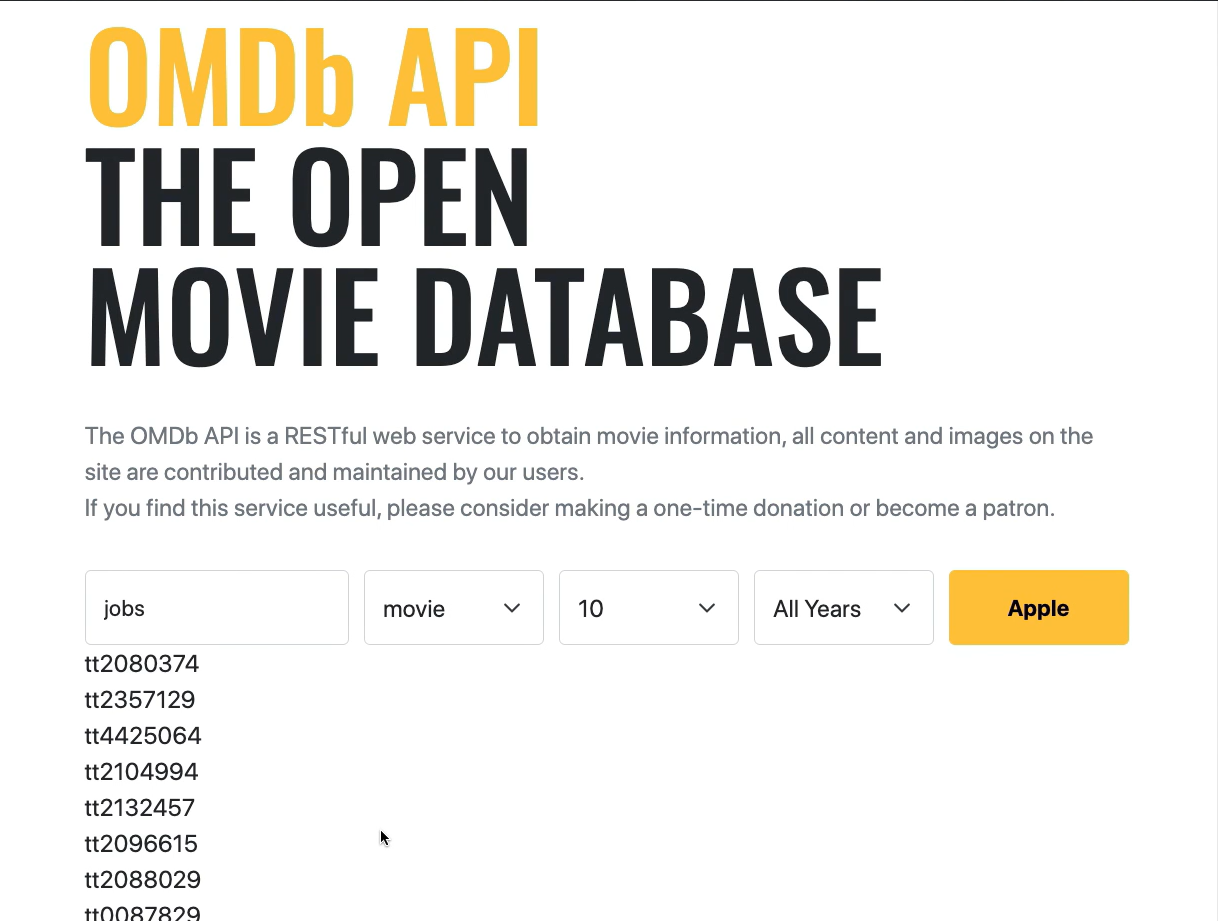 OMDb API
THE OPEN
MOVIE DATABASE
The OMDb API is a RESTful web service to obtain movie information, all content and images on the
site are contributed and maintained by our users.
If you find this service useful, please consider making a one-time donation or become a patron.
jobs movie 10 All Years Apple
tt2080374
tt2357129
tt4425064
tt2104994
tt2132457
tt2096615
tt2088029
tt0087829